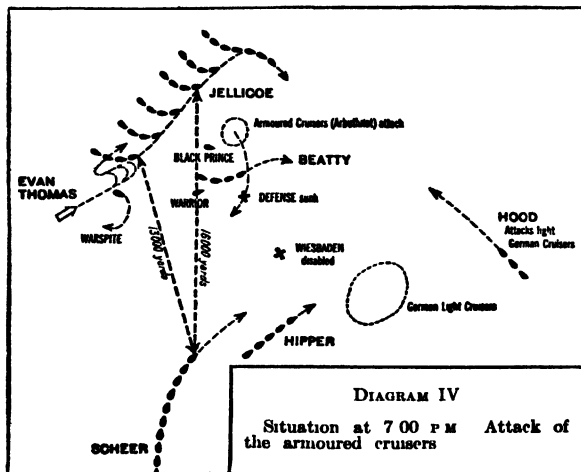 JELLICOE
Armoured Cruisers (Arbuthnot) attack
BLACK PRINCE
BEATTY
EVAN
THOMAS
WARRIOR
DEFENSE sunk
HOOD
Attacks light
German Cruisers
WARSPITE
13000 yards
16000 yards
WIESBADEN
disabled
German Light Cruisers
HIPPER
SCHEER
DIAGRAM IV
Situation at 7 00 P M Attack of
the armoured cruisers